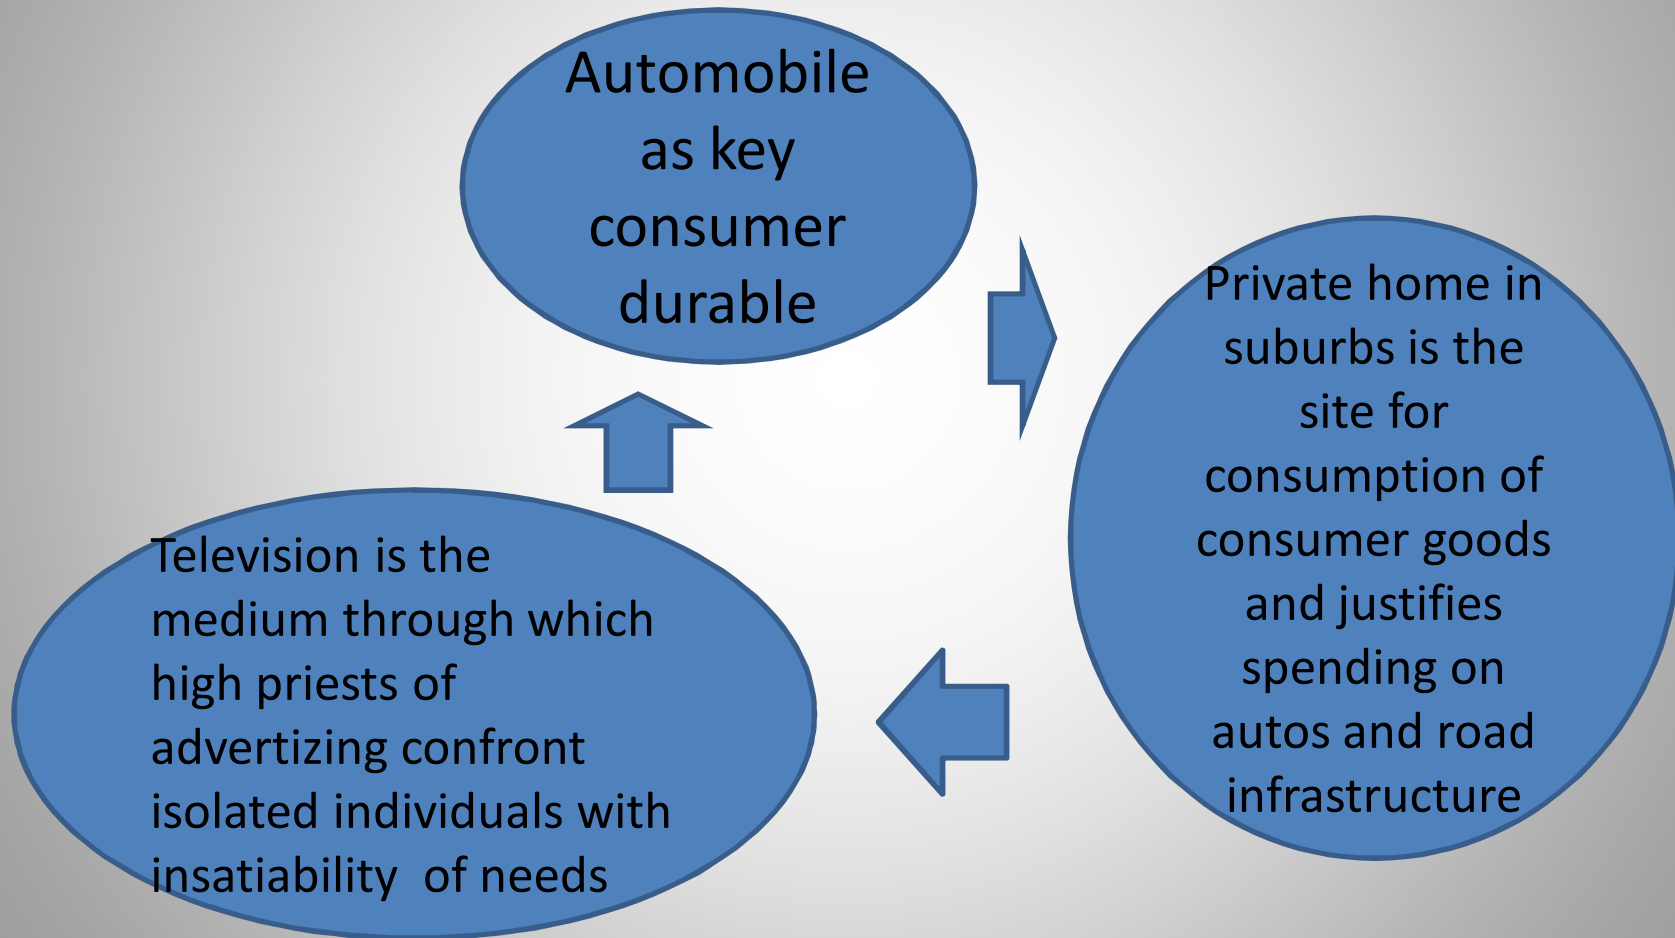 Automobile
as key
consumer
durable
Private home in
suburbs is the
site for
consumption of
consumer goods
and justifies
spending on
autos and road
infrastructure
Television is the
medium through which
high priests of
advertizing confront
isolated individuals with
insatiability  of needs